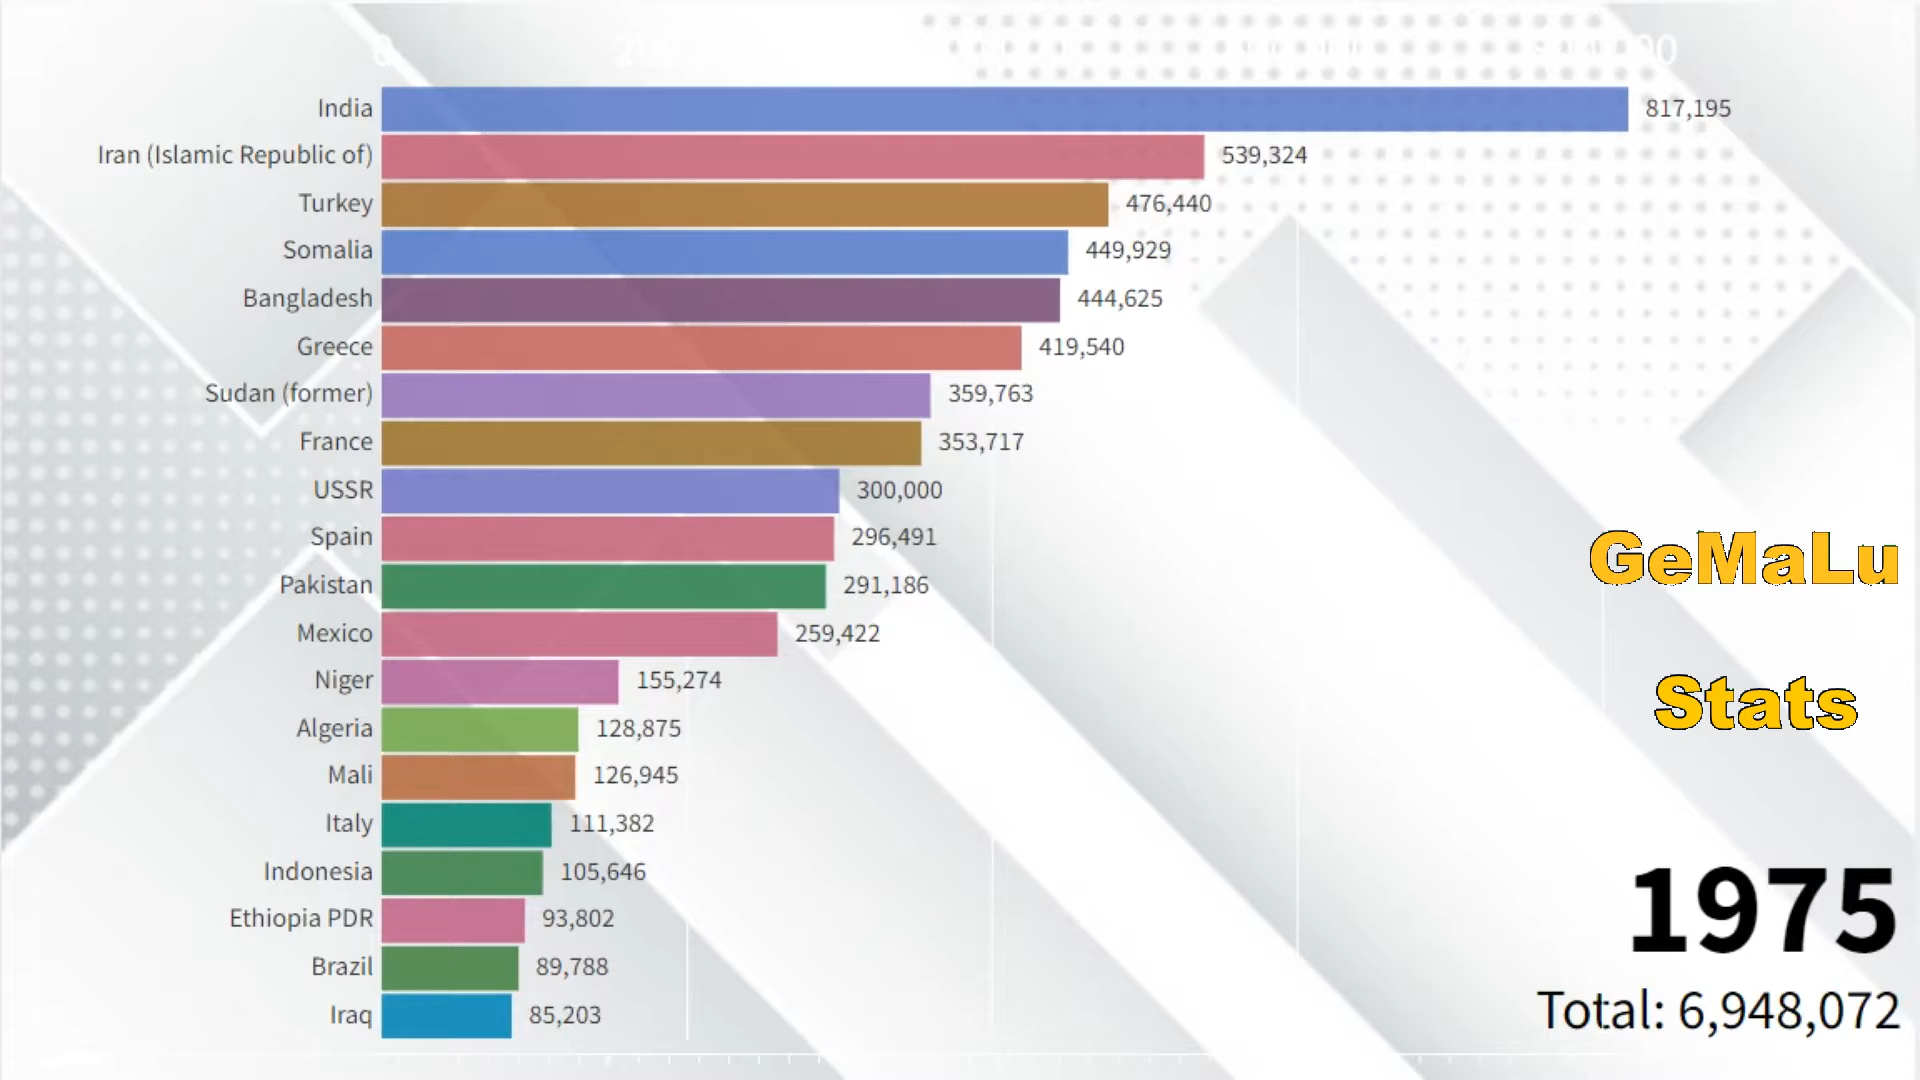 0
India 817,195
Iran (Islamic Republic of) 539,324
Turkey 476,440
Somalia 449,929
Bangladesh 444,625
Greece 419,540
Sudan (former) 359,763
France 353,717
USSR 300,000
Spain 296,491
Pakistan 291,186
Mexico 259,422
Niger 155,274
Algeria 128,875
Mali 126,945
Italy 111,382
Indonesia 105,646
Ethiopia PDR 93,802
Brazil 89,788
Iraq 85,203
GeMaLu
Stats
1975
Total: 6,948,072